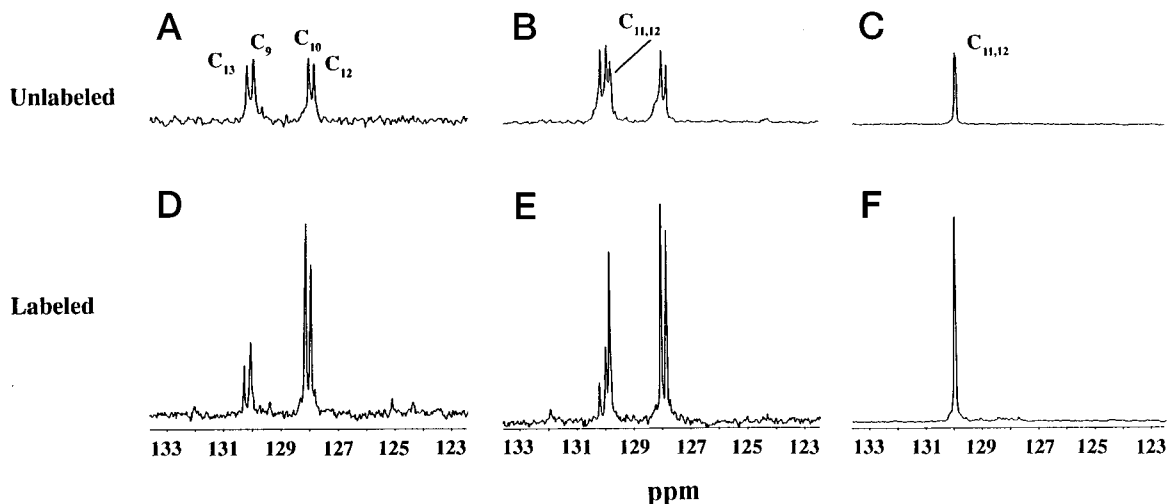 A B C
C₁₃ C₉ C₁₀ C₁₂ C₁₁,₁₂ C₁₁,₁₂
Unlabeled
D E F
Labeled
133 131 129 127 125 123 133 131 129 127 125 123 133 131 129 127 125 123
ppm